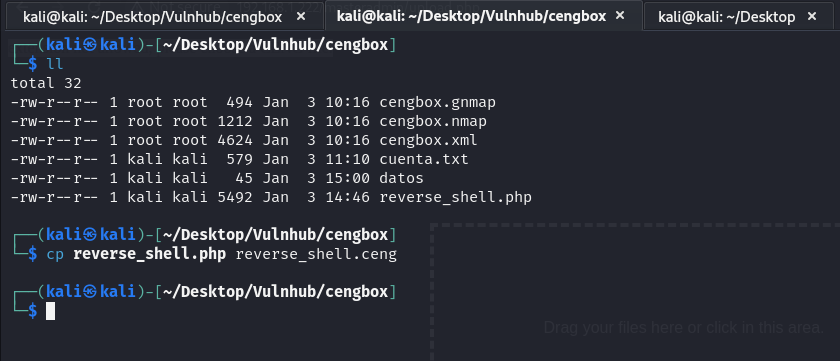 kali@kali: ~/Desktop/Vulnhub/cengbox × kali@kali: ~/Desktop/Vulnhub/cengbox × kali@kali: ~/Desktop ×
┌──(kali㉿kali)-[~/Desktop/Vulnhub/cengbox]
└─$ ll
total 32
-rw-r--r-- 1 root root  494 Jan  3 10:16 cengbox.gnmap
-rw-r--r-- 1 root root 1212 Jan  3 10:16 cengbox.nmap
-rw-r--r-- 1 root root 4624 Jan  3 10:16 cengbox.xml
-rw-r--r-- 1 kali kali  579 Jan  3 11:10 cuenta.txt
-rw-r--r-- 1 kali kali   45 Jan  3 15:00 datos
-rw-r--r-- 1 kali kali 5492 Jan  3 14:46 reverse_shell.php
┌──(kali㉿kali)-[~/Desktop/Vulnhub/cengbox]
└─$ cp reverse_shell.php reverse_shell.ceng
┌──(kali㉿kali)-[~/Desktop/Vulnhub/cengbox]
└─$
Drag your files here or click in this area.